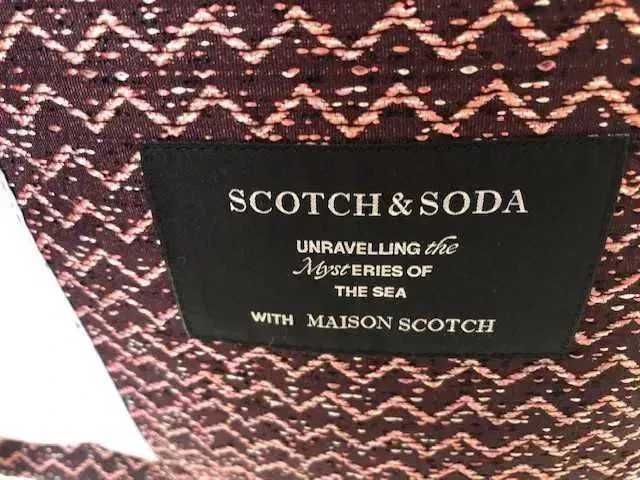 SCOTCH & SODA
UNRAVELLING the
MystERIES OF
THE SEA
WITH MAISON SCOTCH